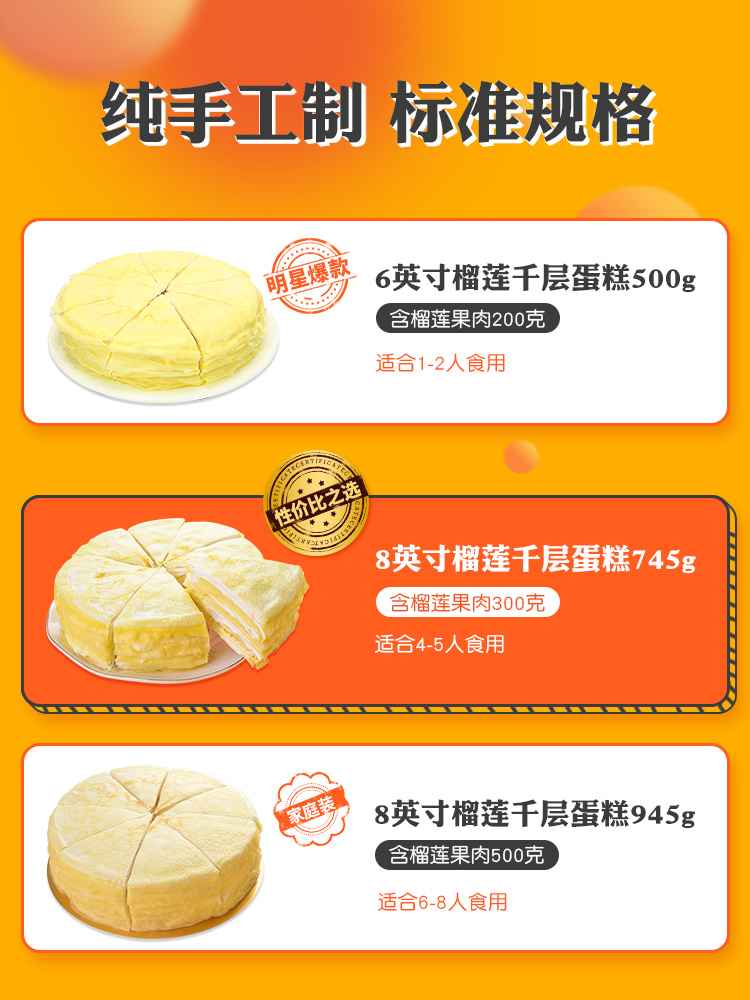 纯手工制 标准规格
明星爆款
6英寸榴莲千层蛋糕500g
含榴莲果肉200克
适合1-2人食用
CERTIFICATE
性价比之选
8英寸榴莲千层蛋糕745g
含榴莲果肉300克
适合4-5人食用
家庭装
8英寸榴莲千层蛋糕945g
含榴莲果肉500克
适合6-8人食用